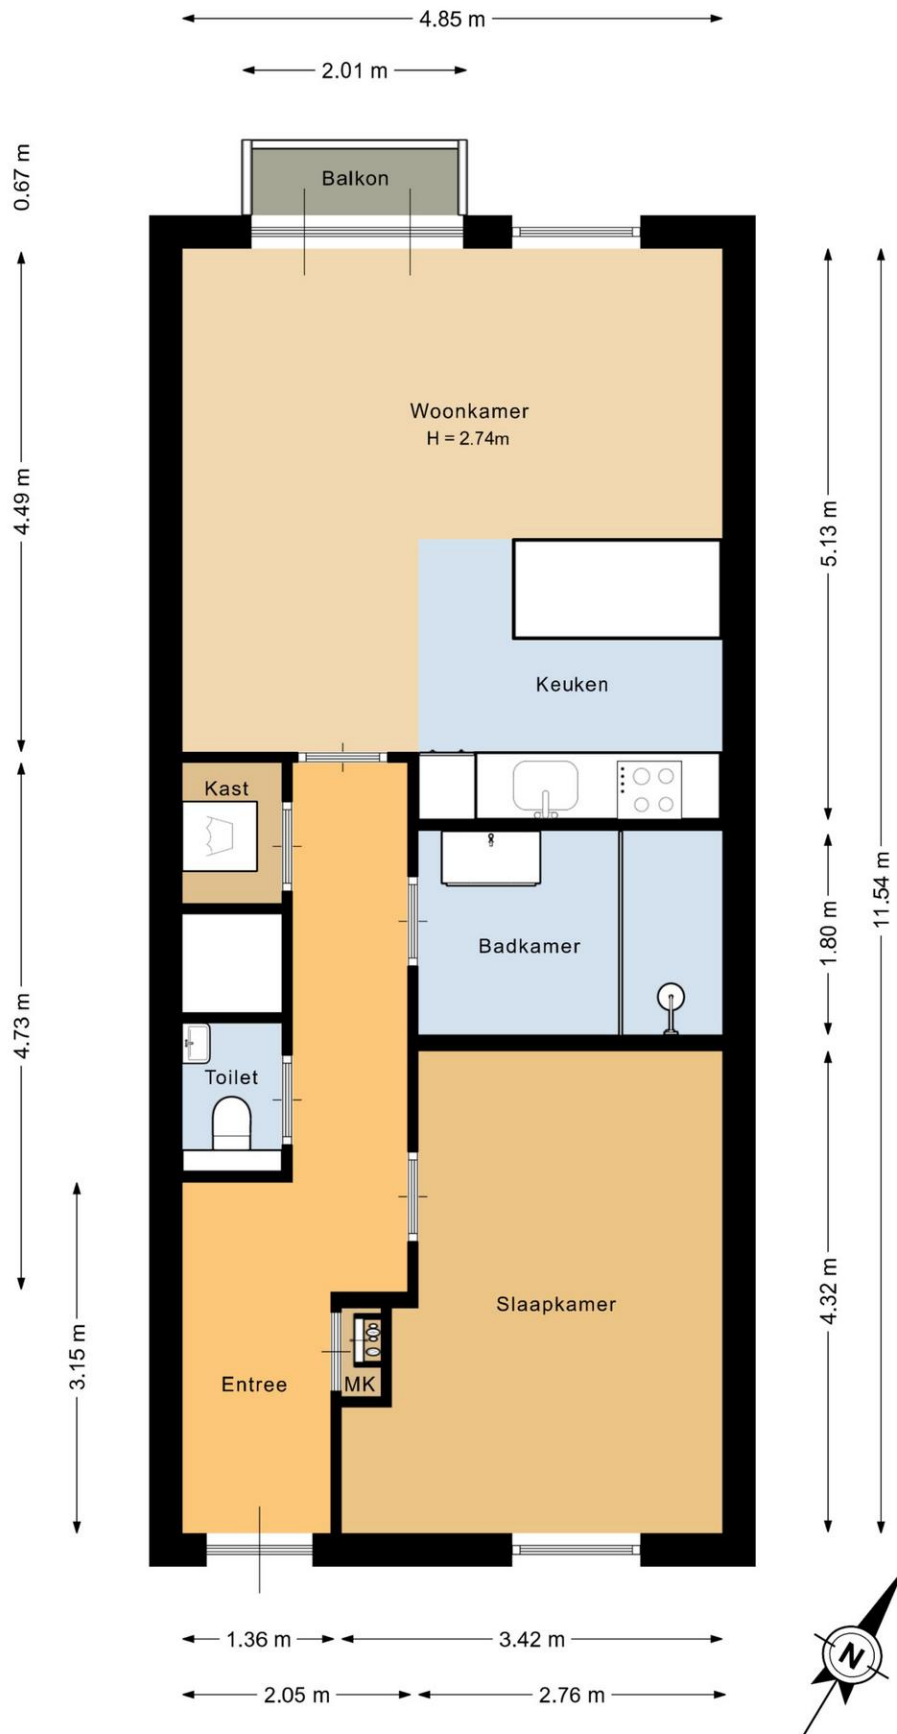 4.85 m
2.01 m
0.67 m
Balkon
Woonkamer
H = 2.74m
4.49 m
5.13 m
Keuken
Kast
11.54 m
1.80 m
Badkamer
4.73 m
Toilet
Slaapkamer
4.32 m
3.15 m
Entree
MK
1.36 m
3.42 m
N
2.05 m
2.76 m